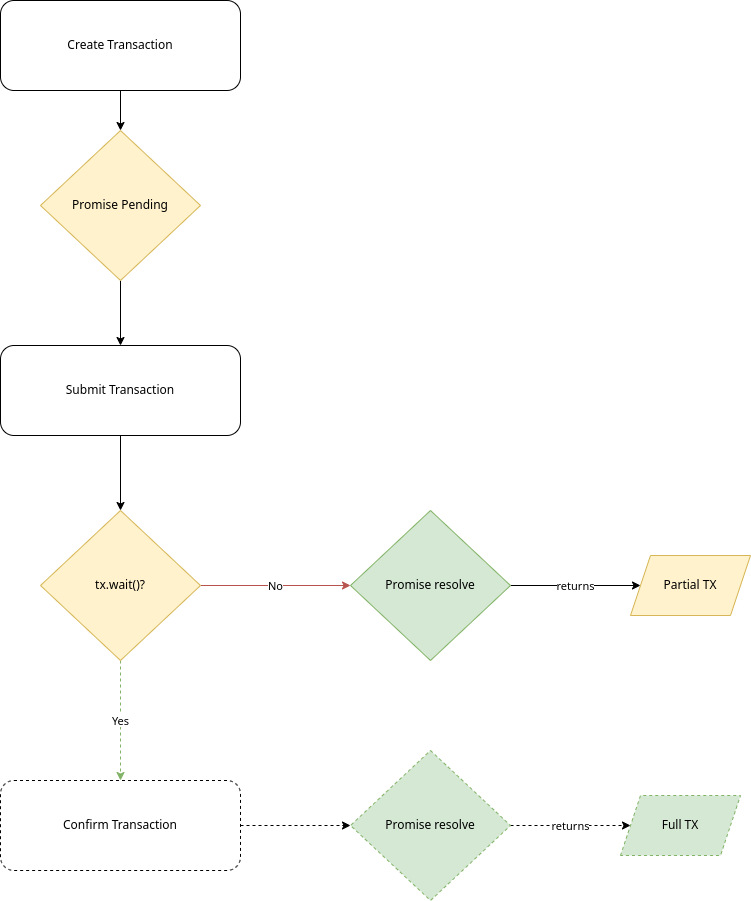 Create Transaction
Promise Pending
Submit Transaction
tx.wait()?
No
Promise resolve
returns
Partial TX
Yes
Confirm Transaction
Promise resolve
returns
Full TX